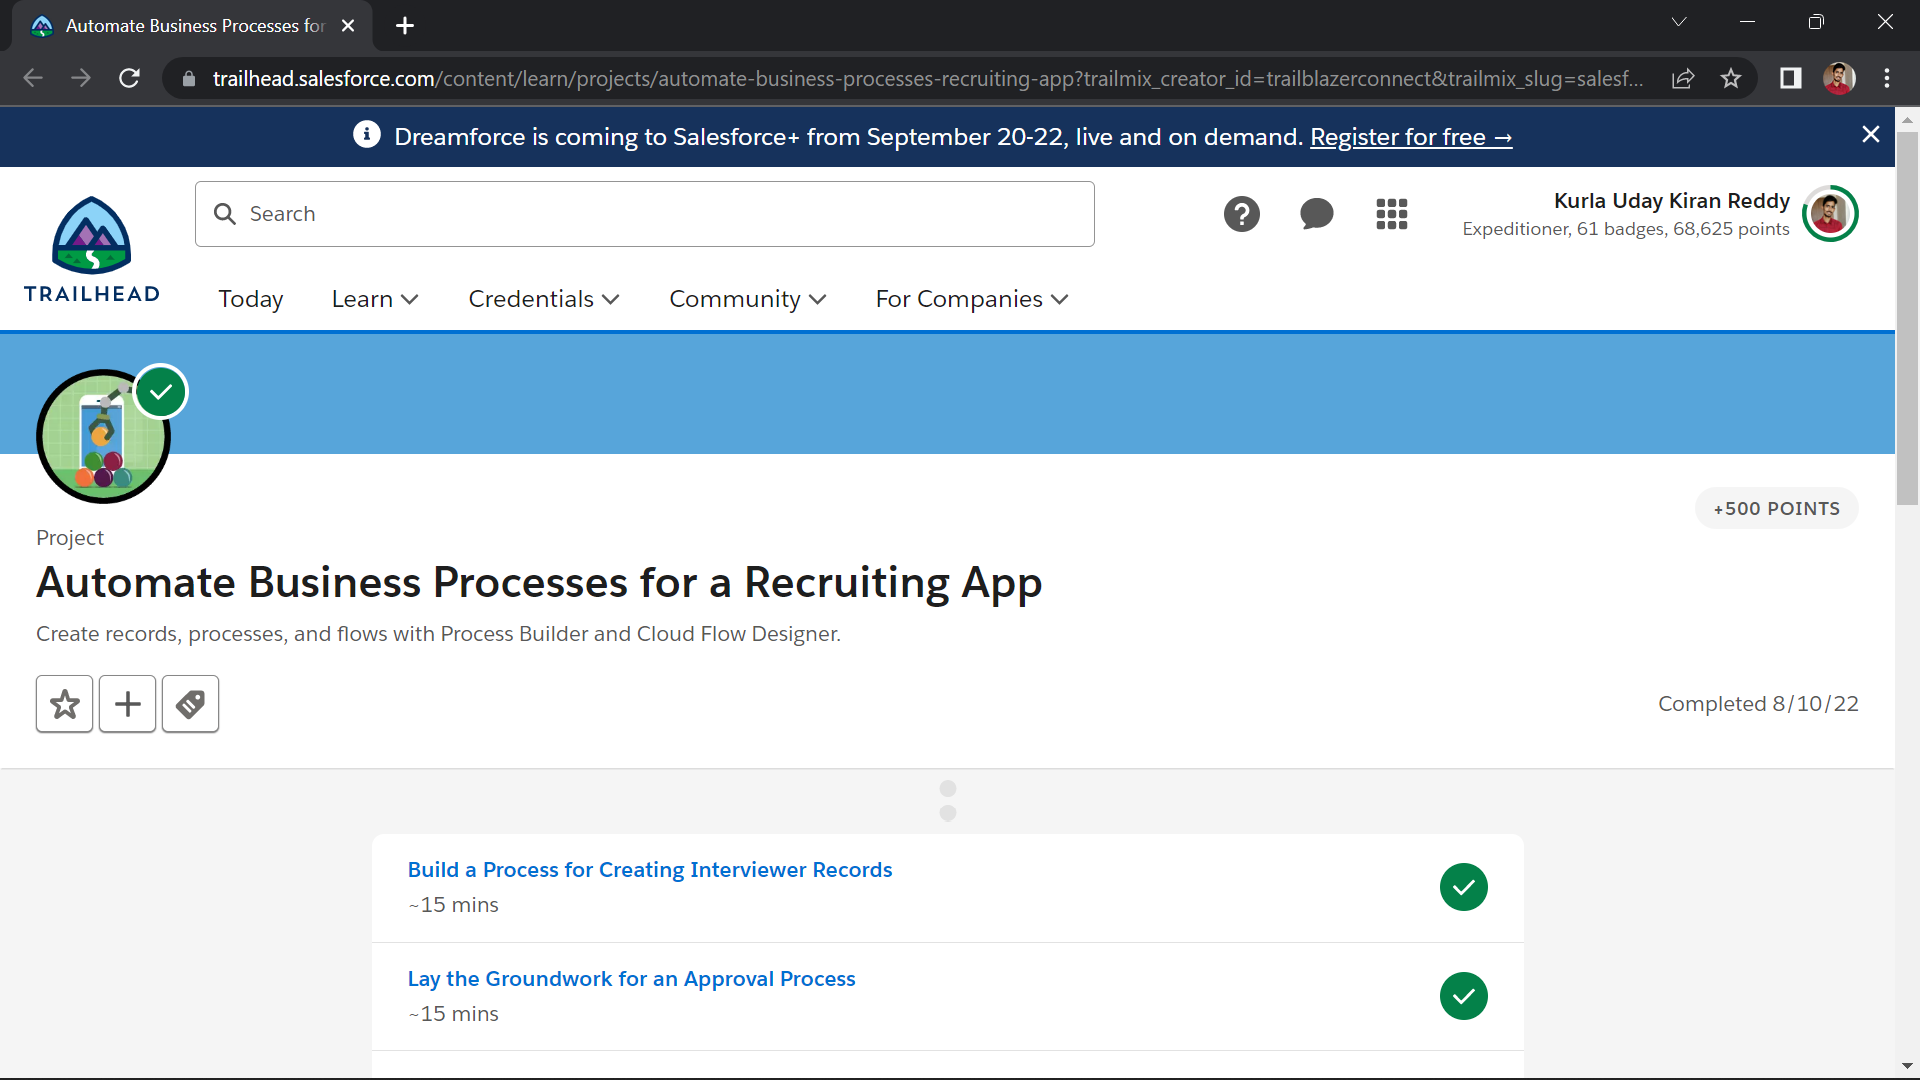 Automate Business Processes for
trailhead.salesforce.com/content/learn/projects/automate-business-processes-recruiting-app?trailmix_creator_id=trailblazerconnect&trailmix_slug=salesf...
Dreamforce is coming to Salesforce+ from September 20-22, live and on demand. Register for free →
Search
Kurla Uday Kiran Reddy
Expeditioner, 61 badges, 68,625 points
TRAILHEAD
Today Learn Credentials Community For Companies
+500 POINTS
Project
Automate Business Processes for a Recruiting App
Create records, processes, and flows with Process Builder and Cloud Flow Designer.
Completed 8/10/22
Build a Process for Creating Interviewer Records
~15 mins
Lay the Groundwork for an Approval Process
~15 mins